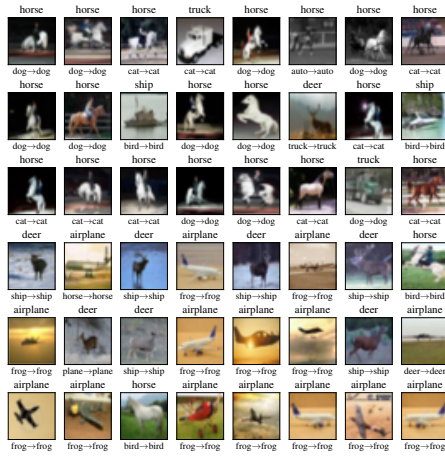 horse horse horse truck horse horse horse horse
dog→dog dog→dog cat→cat cat→cat dog→dog auto→auto dog→dog cat→cat
horse horse ship horse horse deer horse ship
dog→dog dog→dog bird→bird dog→dog dog→dog truck→truck cat→cat bird→bird
horse horse horse horse horse horse truck horse
cat→cat cat→cat cat→cat dog→dog dog→dog cat→cat dog→dog cat→cat
deer airplane deer airplane deer airplane deer horse
ship→ship horse→horse ship→ship frog→frog ship→ship frog→frog ship→ship bird→bird
airplane deer deer airplane airplane airplane deer airplane
frog→frog plane→plane ship→ship frog→frog frog→frog frog→frog ship→ship deer→deer
airplane airplane horse airplane airplane airplane airplane airplane
frog→frog frog→frog bird→bird frog→frog frog→frog frog→frog frog→frog frog→frog